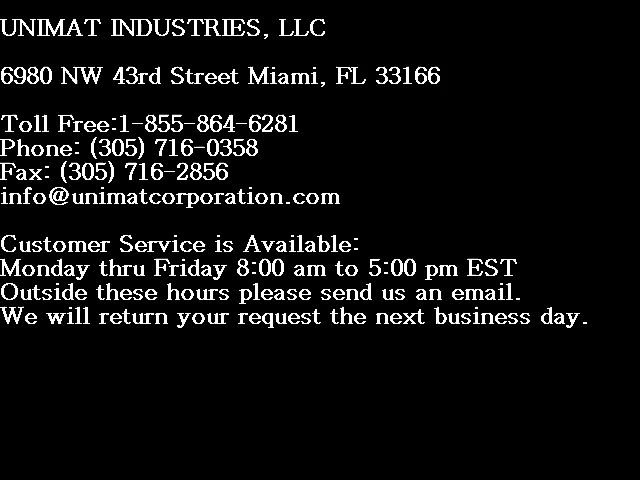 UNIMAT INDUSTRIES, LLC
6980 NW 43rd Street Miami, FL 33166
Toll Free:1-855-864-6281
Phone: (305) 716-0358
Fax: (305) 716-2856
info@unimatcorporation.com
Customer Service is Available:
Monday thru Friday 8:00 am to 5:00 pm EST
Outside these hours please send us an email.
We will return your request the next business day.